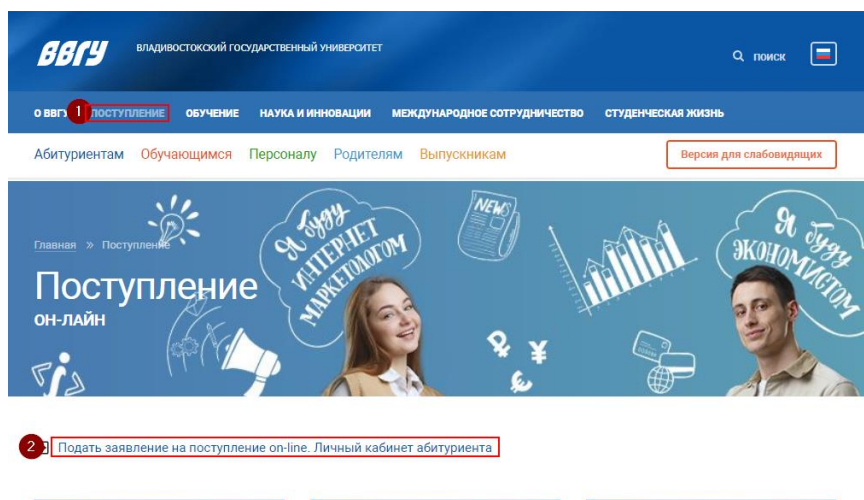 ВВГУ
ВЛАДИВОСТОКСКИЙ ГОСУДАРСТВЕННЫЙ УНИВЕРСИТЕТ
поиск
О ВВГУ 1 ПОСТУПЛЕНИЕ ОБУЧЕНИЕ НАУКА И ИННОВАЦИИ МЕЖДУНАРОДНОЕ СОТРУДНИЧЕСТВО СТУДЕНЧЕСКАЯ ЖИЗНЬ
Абитуриентам Обучающимся Персоналу Родителям Выпускникам Версия для слабовидящих
Главная » Поступление
Поступление
ОН-ЛАЙН
Я буду
ИНТЕРНЕТ
МАРКЕТОЛОГОМ
NEWS
Я буду
ЭКОНОМИСТОМ
2 Подать заявление на поступление on-line. Личный кабинет абитуриента